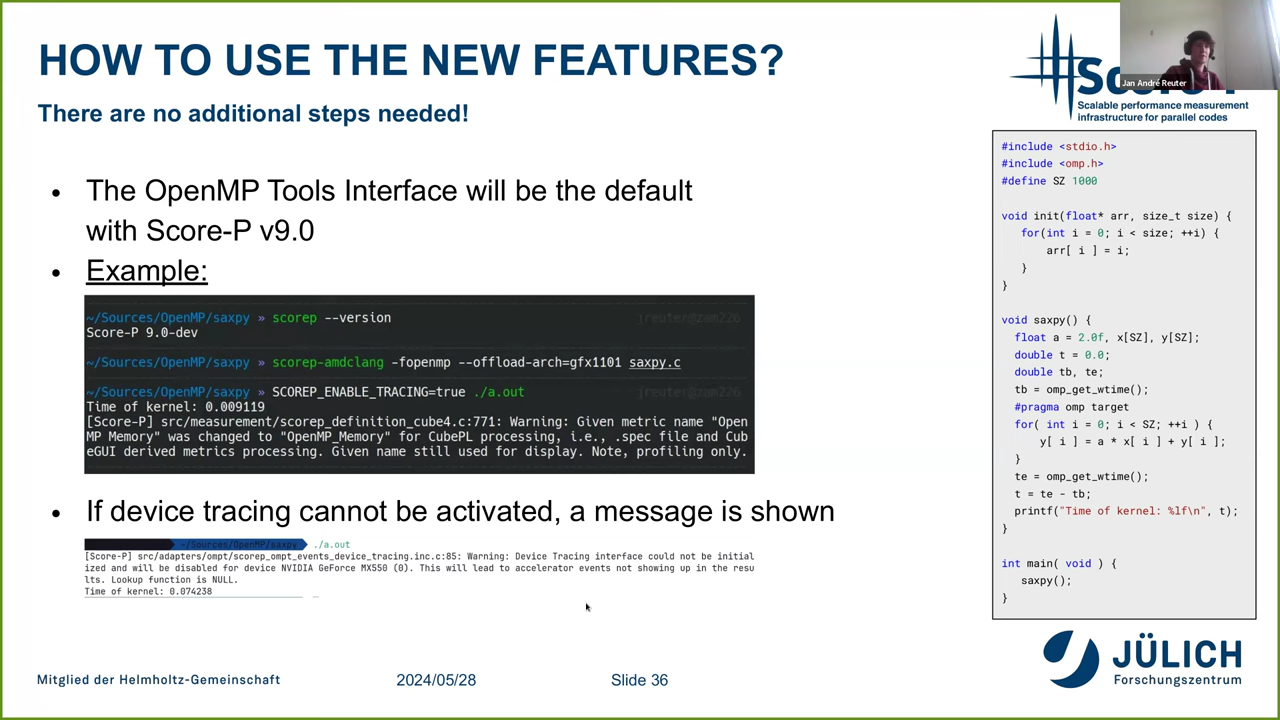 HOW TO USE THE NEW FEATURES?
There are no additional steps needed!
• The OpenMP Tools Interface will be the default
with Score-P v9.0
• Example:
~/Sources/OpenMP/saxpy » scorep --version jreuter@zam226
Score-P 9.0-dev
~/Sources/OpenMP/saxpy » scorep-amdclang -fopenmp --offload-arch=gfx1101 saxpy.c
~/Sources/OpenMP/saxpy » SCOREP_ENABLE_TRACING=true ./a.out jreuter@zam226
Time of kernel: 0.009119
[Score-P] src/measurement/scorep_definition_cube4.c:771: Warning: Given metric name "Open
MP Memory" was changed to "OpenMP_Memory" for CubePL processing, i.e., .spec file and Cub
eGUI derived metrics processing. Given name still used for display. Note, profiling only.
• If device tracing cannot be activated, a message is shown
~/Sources/OpenMP/saxpy ./a.out
[Score-P] src/adapters/ompt/scorep_ompt_events_device_tracing.inc.c:85: Warning: Device Tracing interface could not be initial
ized and will be disabled for device NVIDIA GeForce MX550 (0). This will lead to accelerator events not showing up in the resu
lts. Lookup function is NULL.
Time of kernel: 0.074238
Jan André Reuter
Scalable performance measurement
infrastructure for parallel codes
#include <stdio.h>
#include <omp.h>
#define SZ 1000
void init(float* arr, size_t size) {
for(int i = 0; i < size; ++i) {
arr[ i ] = i;
}
}
void saxpy() {
float a = 2.0f, x[SZ], y[SZ];
double t = 0.0;
double tb, te;
tb = omp_get_wtime();
#pragma omp target
for( int i = 0; i < SZ; ++i ) {
y[ i ] = a * x[ i ] + y[ i ];
}
te = omp_get_wtime();
t = te - tb;
printf("Time of kernel: %lf\n", t);
}
int main( void ) {
saxpy();
}
Mitglied der Helmholtz-Gemeinschaft
2024/05/28
Slide 36
JÜLICH
Forschungszentrum